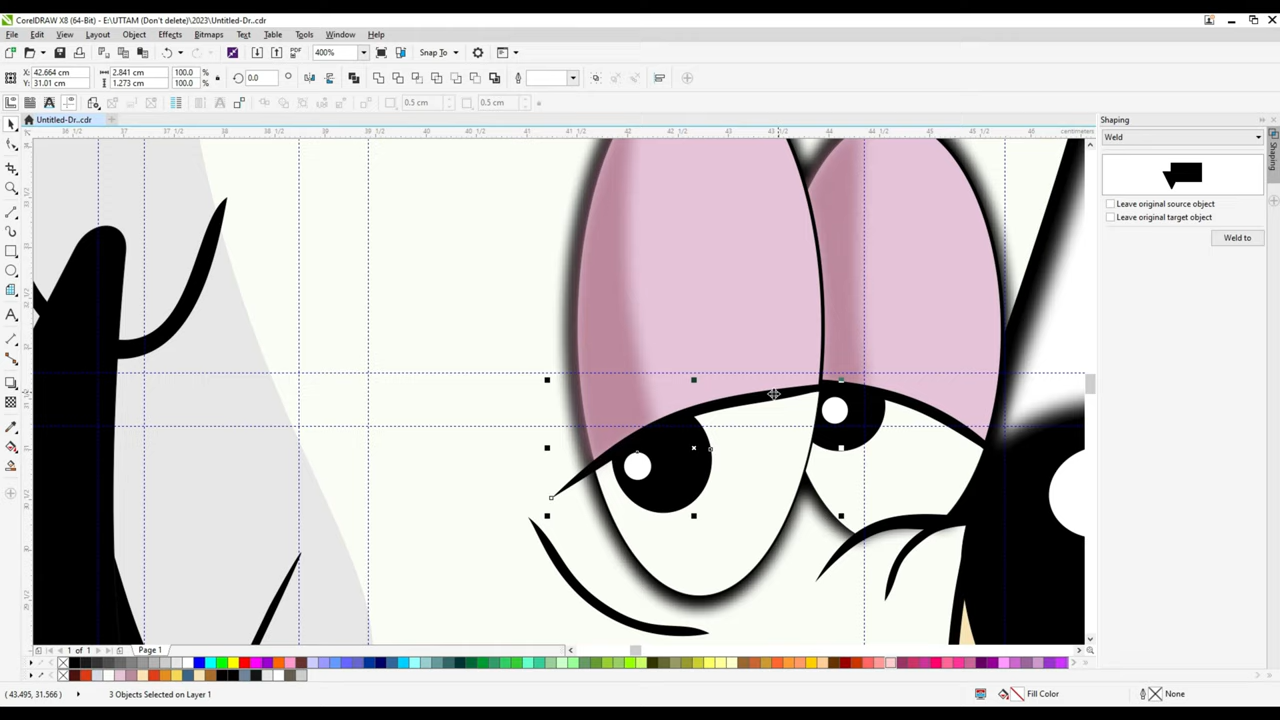 CorelDRAW X8 (64-Bit) - E:\UTTAM (Don't delete)\2023\Untitled-Dr..cdr
File Edit View Layout Object Effects Bitmaps Text Table Tools Window Help
PDF 400% Snap To
X: 42.664 cm 2.841 cm 100.0 % 0.0
Y: 31.01 cm 1.273 cm 100.0 %
0.5 cm 0.5 cm
Untitled-Dr..cdr
Shaping
centimeters
Weld
Leave original source object
Leave original target object
Weld to
Shaping
1 of 1 Page 1
( 43.495, 31.566 ) 3 Objects Selected on Layer 1 Fill Color None